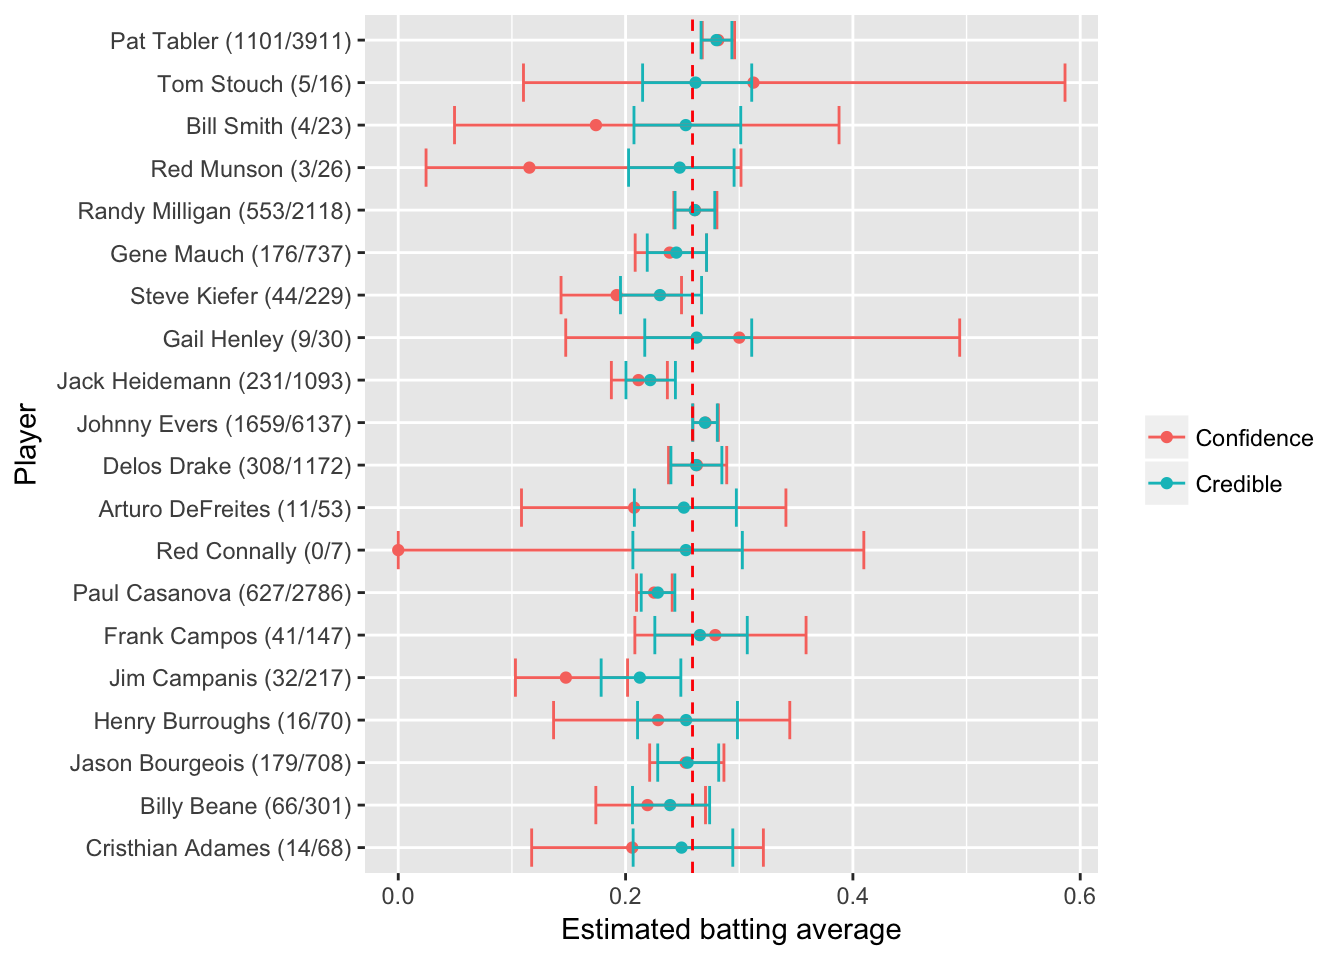 Pat Tabler (1101/3911)
Tom Stouch (5/16)
Bill Smith (4/23)
Red Munson (3/26)
Randy Milligan (553/2118)
Gene Mauch (176/737)
Steve Kiefer (44/229)
Gail Henley (9/30)
Jack Heidemann (231/1093)
Johnny Evers (1659/6137)
Delos Drake (308/1172)
Arturo DeFreites (11/53)
Red Connally (0/7)
Paul Casanova (627/2786)
Frank Campos (41/147)
Jim Campanis (32/217)
Henry Burroughs (16/70)
Jason Bourgeois (179/708)
Billy Beane (66/301)
Cristhian Adames (14/68)
Player
0.0 0.2 0.4 0.6
Estimated batting average
Confidence
Credible